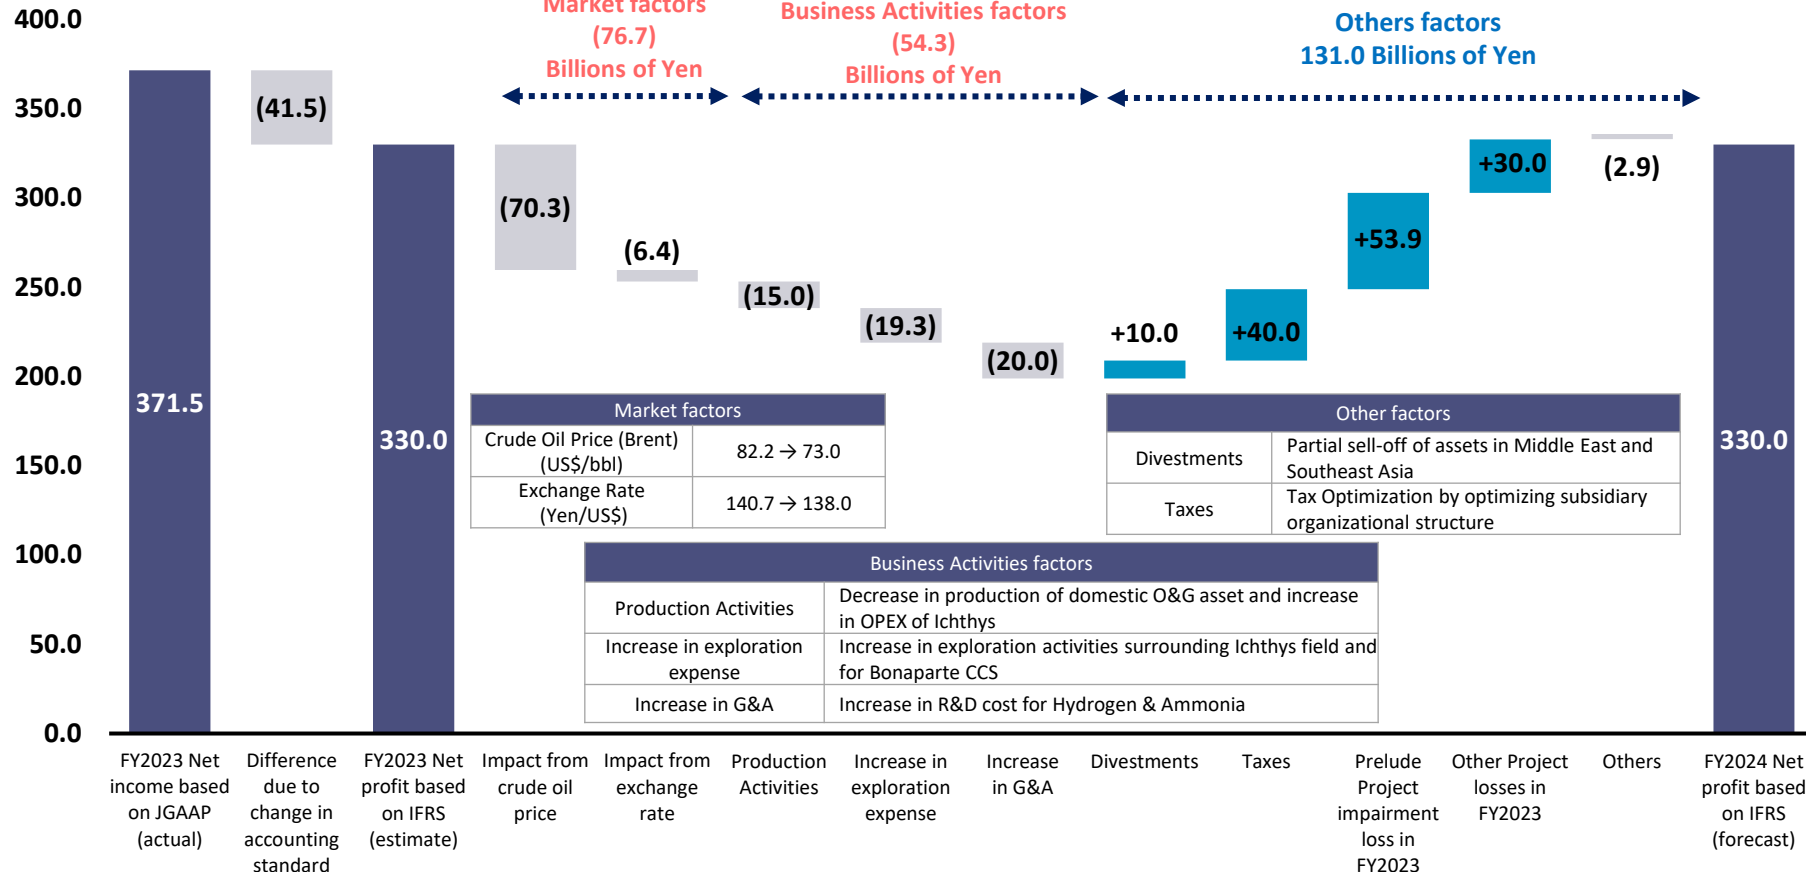 Market factors
(76.7)
Billions of Yen
Business Activities factors
(54.3)
Billions of Yen
Others factors
131.0 Billions of Yen
400.0
350.0
300.0
250.0
200.0
150.0
100.0
50.0
0.0
371.5
(41.5)
330.0
(70.3)
(6.4)
(15.0)
(19.3)
(20.0)
+10.0
+40.0
+53.9
+30.0
(2.9)
330.0
Market factors
Crude Oil Price (Brent)
(US$/bbl)
82.2 → 73.0
Exchange Rate
(Yen/US$)
140.7 → 138.0
Other factors
Divestments
Partial sell-off of assets in Middle East and
Southeast Asia
Taxes
Tax Optimization by optimizing subsidiary
organizational structure
Business Activities factors
Production Activities
Decrease in production of domestic O&G asset and increase
in OPEX of Ichthys
Increase in exploration
expense
Increase in exploration activities surrounding Ichthys field and
for Bonaparte CCS
Increase in G&A
Increase in R&D cost for Hydrogen & Ammonia
FY2023 Net
income based
on JGAAP
(actual)
Difference
due to
change in
accounting
standard
FY2023 Net
profit based
on IFRS
(estimate)
Impact from
crude oil
price
Impact from
exchange
rate
Production
Activities
Increase in
exploration
expense
Increase
in G&A
Divestments
Taxes
Prelude
Project
impairment
loss in
FY2023
Other Project
losses in
FY2023
Others
FY2024 Net
profit based
on IFRS
(forecast)